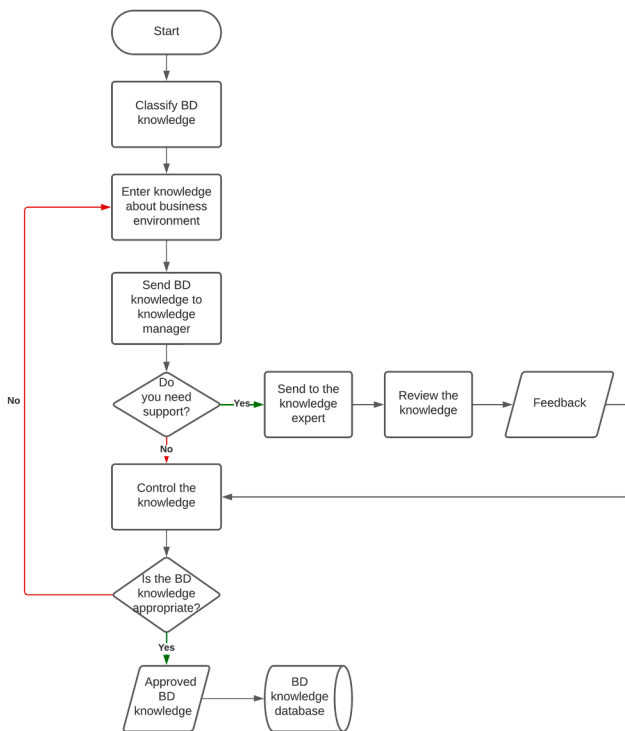 Start
Classify BD
knowledge
Enter knowledge
about business
environment
Send BD
knowledge to
knowledge
manager
No
Do
you need
support?
Yes
Send to the
knowledge
expert
Review the
knowledge
Feedback
No
Control the
knowledge
Is the BD
knowledge
appropriate?
Yes
Approved
BD
knowledge
BD
knowledge
database